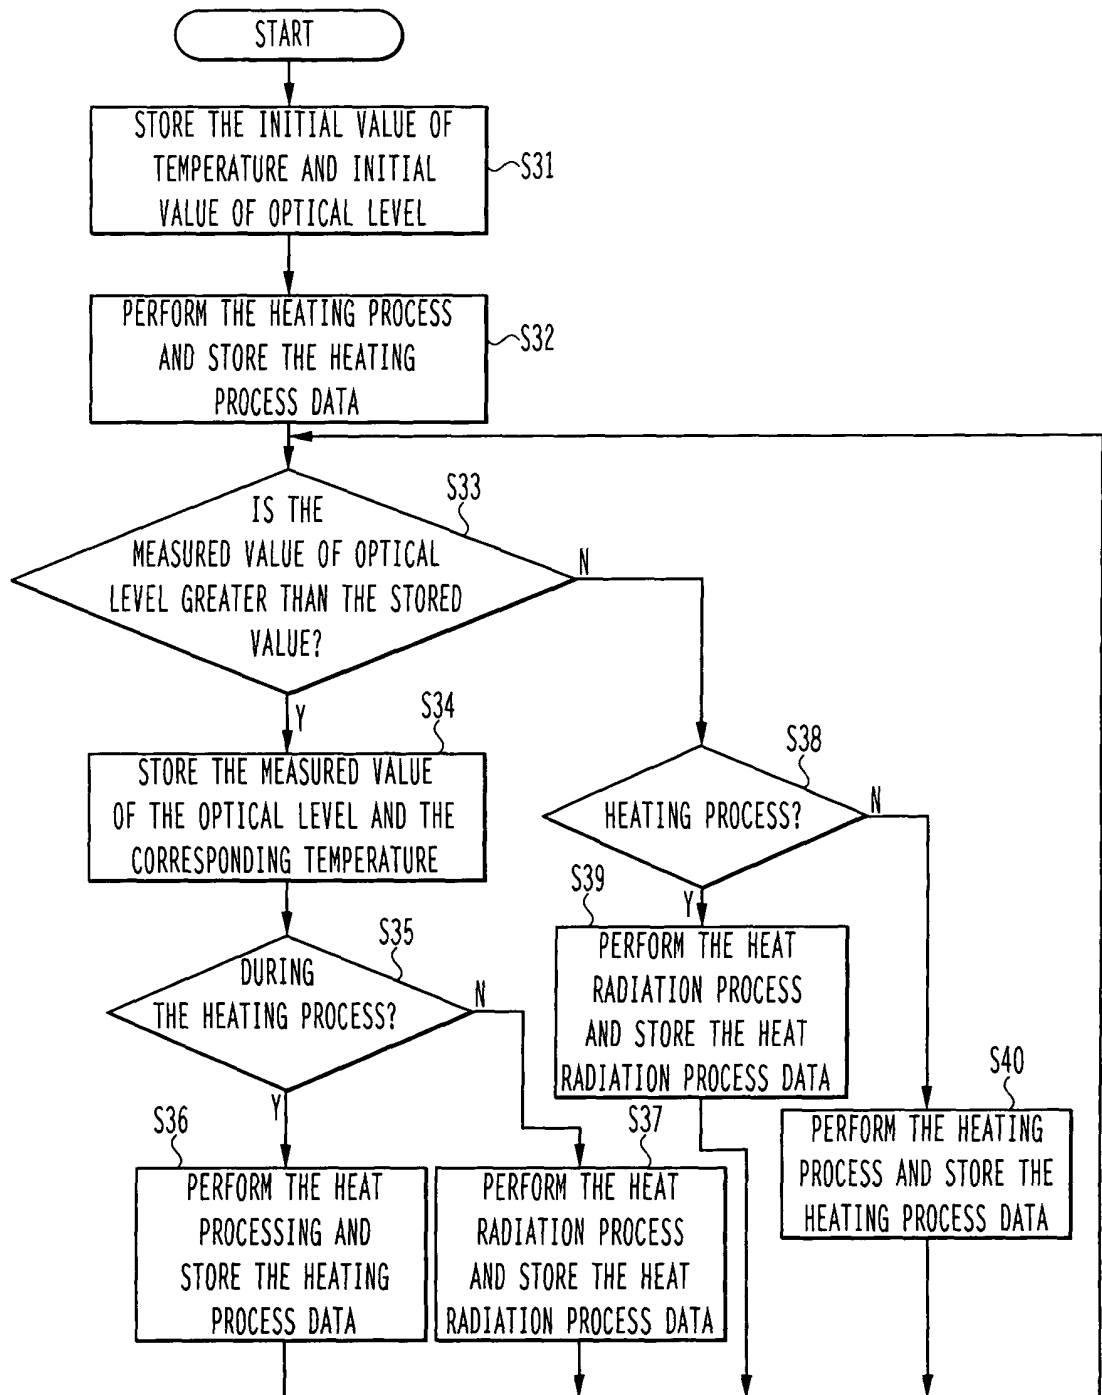 START
STORE THE INITIAL VALUE OF
TEMPERATURE AND INITIAL
VALUE OF OPTICAL LEVEL
S31
PERFORM THE HEATING PROCESS
AND STORE THE HEATING
PROCESS DATA
S32
S33
IS THE
MEASURED VALUE OF OPTICAL
LEVEL GREATER THAN THE STORED
VALUE?
N
Y
S34
STORE THE MEASURED VALUE
OF THE OPTICAL LEVEL AND THE
CORRESPONDING TEMPERATURE
S38
HEATING PROCESS?
N
Y
S39
PERFORM THE HEAT
RADIATION PROCESS
AND STORE THE HEAT
RADIATION PROCESS DATA
S35
DURING
THE HEATING PROCESS?
N
Y
S40
PERFORM THE HEATING
PROCESS AND STORE THE
HEATING PROCESS DATA
S36
PERFORM THE HEAT
PROCESSING AND
STORE THE HEATING
PROCESS DATA
S37
PERFORM THE HEAT
RADIATION PROCESS
AND STORE THE HEAT
RADIATION PROCESS DATA